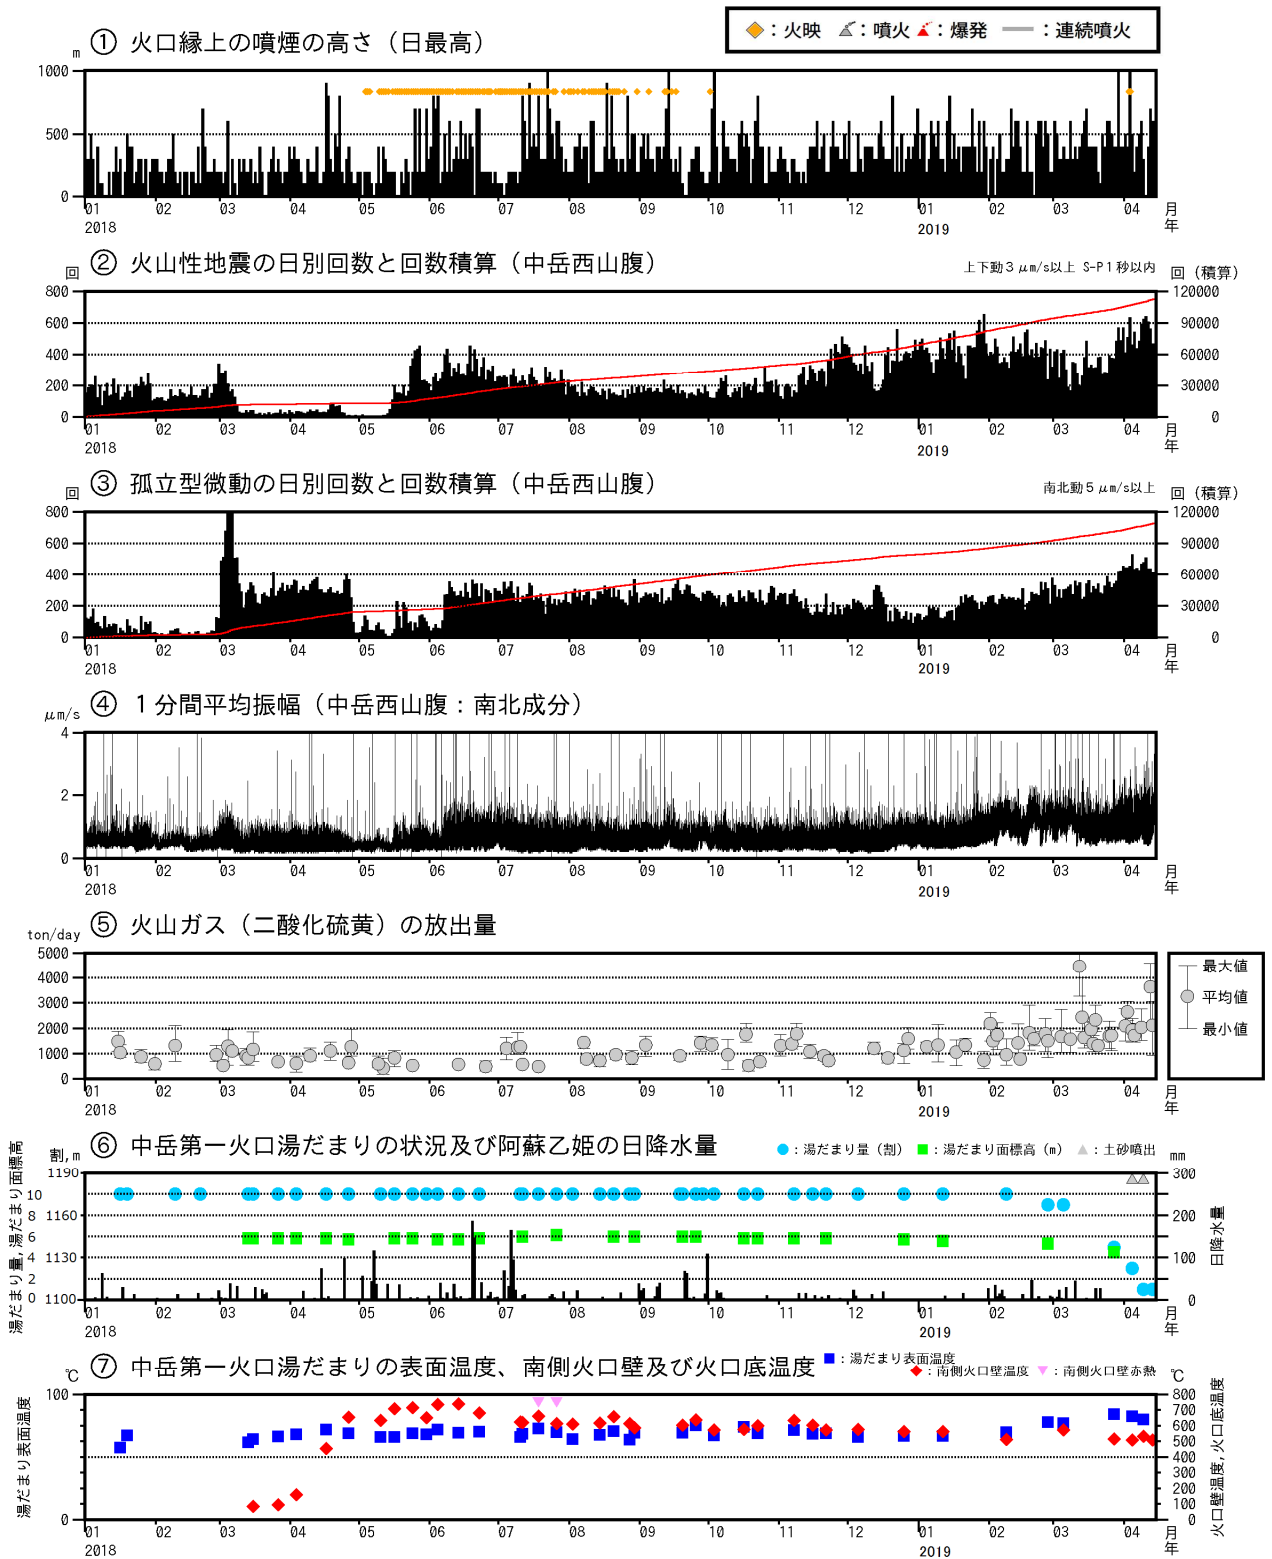 ◆：火映 ：噴火 ：爆発 ：連続噴火
① 火口縁上の噴煙の高さ（日最高）
m
1000
500
0
01 02 03 04 05 06 07 08 09 10 11 12 01 02 03 04 月
2018 2019 年
② 火山性地震の日別回数と回数積算（中岳西山腹）
回 上下動３μm/s以上 S-P１秒以内 回（積算）
800 120000
600 90000
400 60000
200 30000
0 0
01 02 03 04 05 06 07 08 09 10 11 12 01 02 03 04 月
2018 2019 年
③ 孤立型微動の日別回数と回数積算（中岳西山腹）
回 南北動５μm/s以上 回（積算）
800 120000
600 90000
400 60000
200 30000
0 0
01 02 03 04 05 06 07 08 09 10 11 12 01 02 03 04 月
2018 2019 年
④ １分間平均振幅（中岳西山腹：南北成分）
μm/s
4
2
0
01 02 03 04 05 06 07 08 09 10 11 12 01 02 03 04 月
2018 2019 年
⑤ 火山ガス（二酸化硫黄）の放出量
ton/day
5000
4000
3000
2000
1000
0
最大値
平均値
最小値
01 02 03 04 05 06 07 08 09 10 11 12 01 02 03 04 月
2018 2019 年
⑥ 中岳第一火口湯だまりの状況及び阿蘇乙姫の日降水量
●：湯だまり量（割） ■：湯だまり面標高（m） ▲：土砂噴出
割,m mm
湯だまり量,湯だまり面標高
日降水量
1190 300
10
8 1160 200
6
4 1130 100
2
0 1100 0
01 02 03 04 05 06 07 08 09 10 11 12 01 02 03 04 月
2018 2019 年
⑦ 中岳第一火口湯だまりの表面温度、南側火口壁及び火口底温度
■：湯だまり表面温度
◆：南側火口壁温度 ▼：南側火口壁赤熱
℃ ℃
湯だまり表面温度
火口壁温度,火口底温度
100 800
700
600
500
50 400
300
200
100
0 0
01 02 03 04 05 06 07 08 09 10 11 12 01 02 03 04 月
2018 2019 年